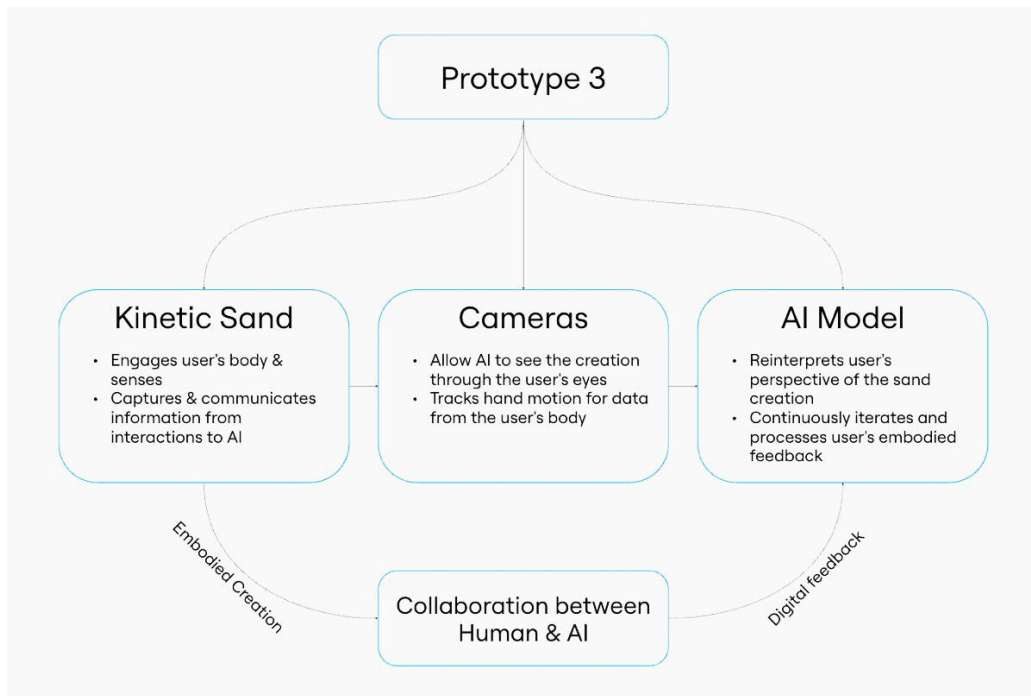 Prototype 3
Kinetic Sand
• Engages user's body &
senses
• Captures & communicates
information from
interactions to AI
Cameras
• Allow AI to see the creation
through the user's eyes
• Tracks hand motion for data
from the user's body
AI Model
• Reinterprets user's
perspective of the sand
creation
• Continuously iterates and
processes user's embodied
feedback
Embodied Creation
Collaboration between
Human & AI
Digital feedback